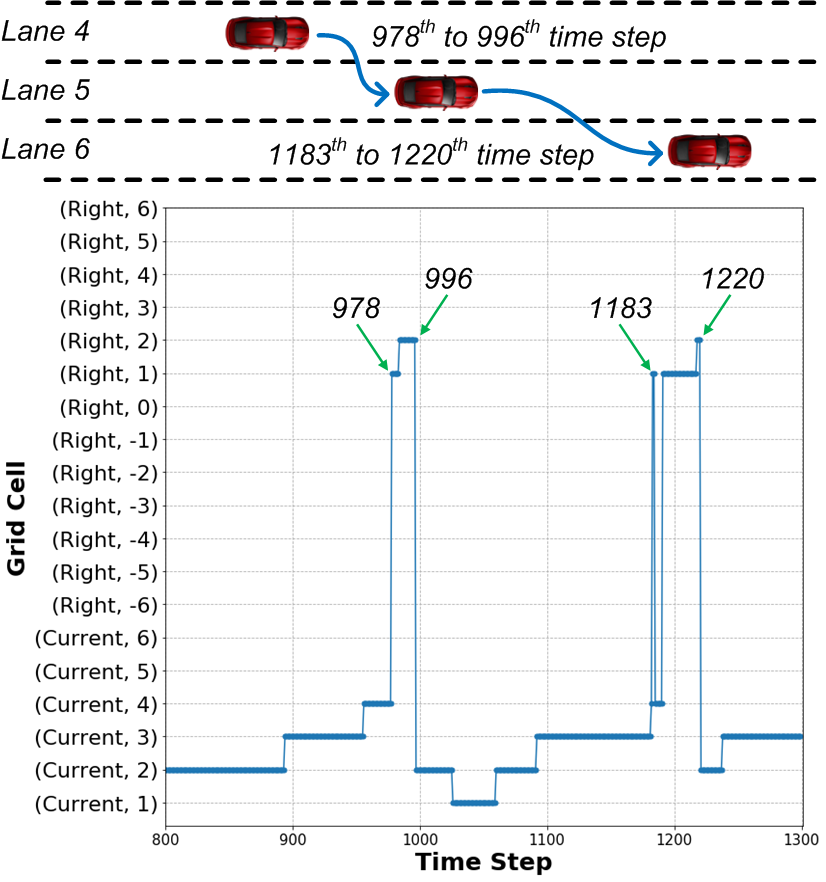 Lane 4
978th to 996th time step
Lane 5
Lane 6
1183th to 1220th time step
(Right, 6)
(Right, 5)
(Right, 4)
(Right, 3)
(Right, 2)
(Right, 1)
(Right, 0)
(Right, -1)
(Right, -2)
(Right, -3)
(Right, -4)
(Right, -5)
(Right, -6)
(Current, 6)
(Current, 5)
(Current, 4)
(Current, 3)
(Current, 2)
(Current, 1)
Grid Cell
978
996
1183
1220
800
900
1000
1100
1200
1300
Time Step